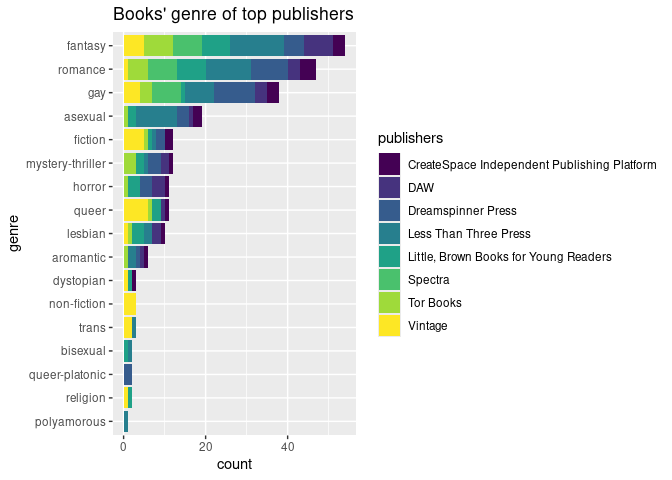 Books' genre of top publishers
genre
fantasy
romance
gay
asexual
fiction
mystery-thriller
horror
queer
lesbian
aromantic
dystopian
non-fiction
trans
bisexual
queer-platonic
religion
polyamorous
0 20 40
count
publishers
CreateSpace Independent Publishing Platform
DAW
Dreamspinner Press
Less Than Three Press
Little, Brown Books for Young Readers
Spectra
Tor Books
Vintage